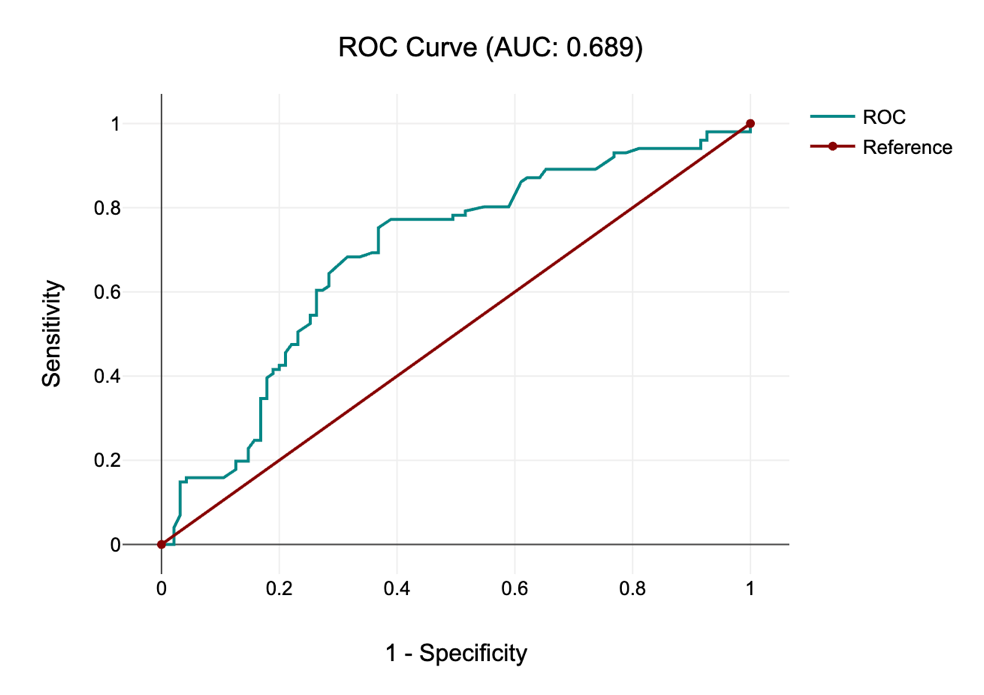 ROC Curve (AUC: 0.689)
ROC
Reference
Sensitivity
1
0.8
0.6
0.4
0.2
0
0 0.2 0.4 0.6 0.8 1
1 - Specificity